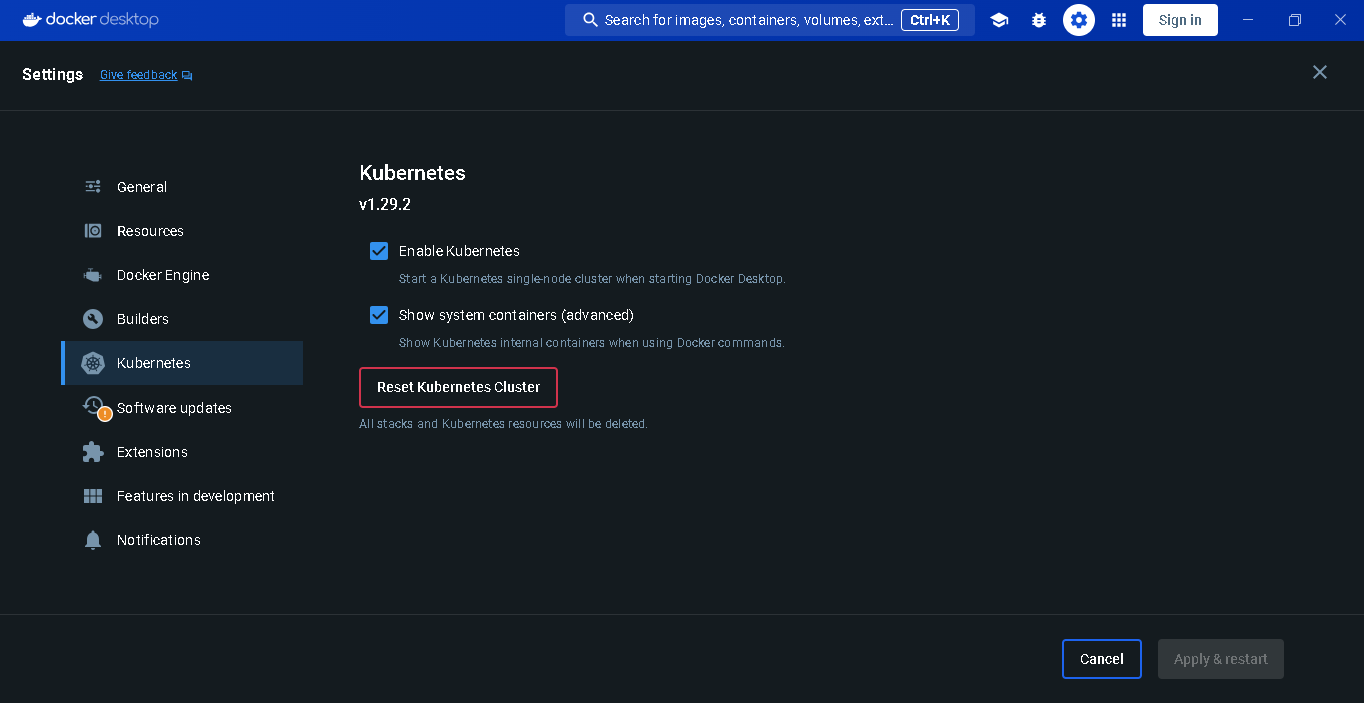 docker desktop
Search for images, containers, volumes, ext... Ctrl+K
Sign in
Settings
Give feedback
General
Resources
Docker Engine
Builders
Kubernetes
Software updates
Extensions
Features in development
Notifications
Kubernetes
v1.29.2
Enable Kubernetes
Start a Kubernetes single-node cluster when starting Docker Desktop.
Show system containers (advanced)
Show Kubernetes internal containers when using Docker commands.
Reset Kubernetes Cluster
All stacks and Kubernetes resources will be deleted.
Cancel
Apply & restart